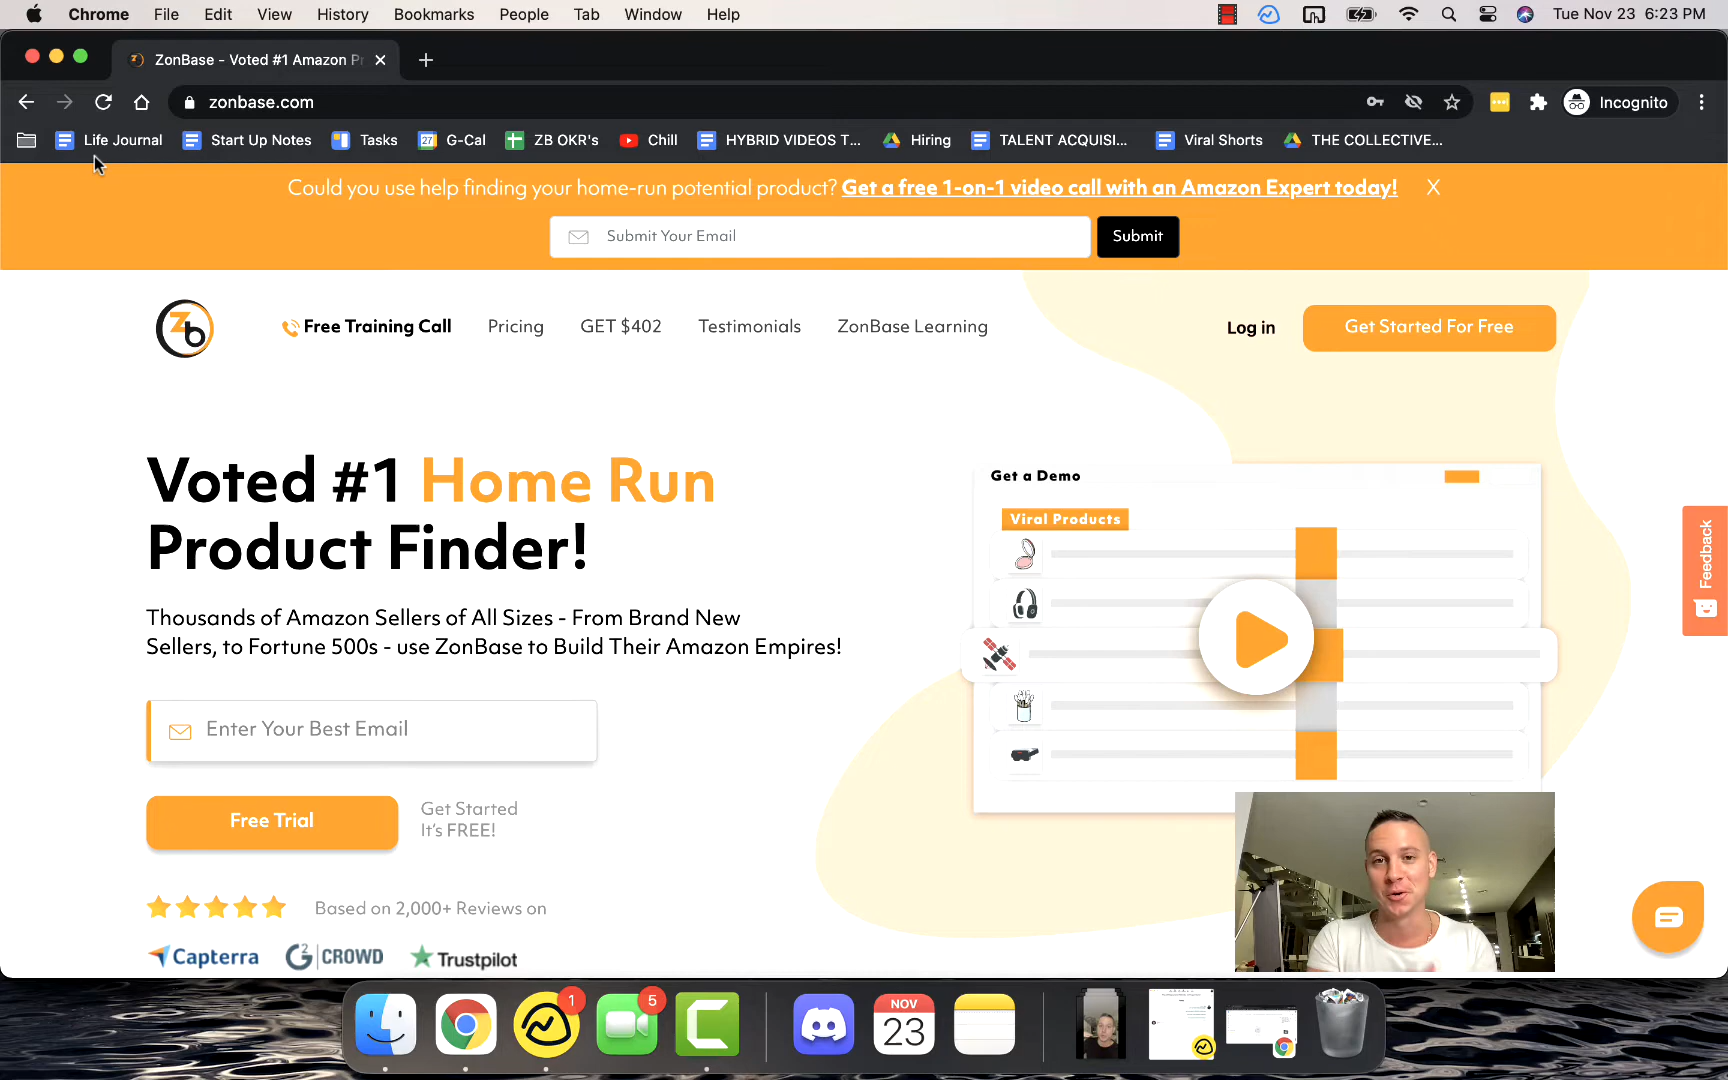 Chrome File Edit View History Bookmarks People Tab Window Help Tue Nov 23 6:23 PM
ZonBase - Voted #1 Amazon P
zonbase.com Incognito
Life Journal Start Up Notes Tasks 27 G-Cal ZB OKR's Chill HYBRID VIDEOS T... Hiring TALENT ACQUISI... Viral Shorts THE COLLECTIVE...
Could you use help finding your home-run potential product? Get a free 1-on-1 video call with an Amazon Expert today! X
Submit Your Email Submit
Zb Free Training Call Pricing GET $402 Testimonials ZonBase Learning Log in Get Started For Free
Voted #1 Home Run
Product Finder!
Thousands of Amazon Sellers of All Sizes - From Brand New
Sellers, to Fortune 500s - use ZonBase to Build Their Amazon Empires!
Enter Your Best Email
Free Trial
Get Started
It's FREE!
Based on 2,000+ Reviews on
Capterra G2 CROWD Trustpilot
Get a Demo
Viral Products
Feedback
1
5
NOV
23